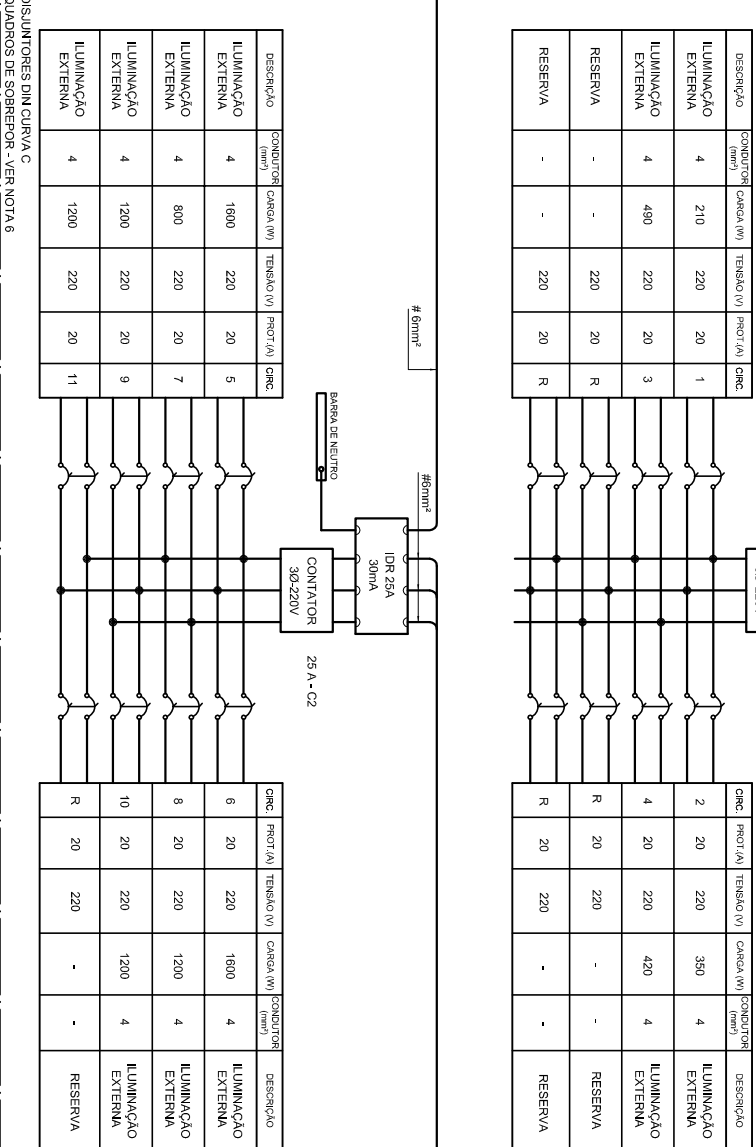 DESCRIÇÃO CONDUTOR (mm²) CARGA (W) TENSÃO (V) PROT.(A) CIRC.
ILUMINAÇÃO EXTERNA 4 210 220 20 1
ILUMINAÇÃO EXTERNA 4 490 220 20 3
RESERVA - - 220 20 R
RESERVA - - 220 20 R
CIRC. PROT.(A) TENSÃO (V) CARGA (W) CONDUTOR (mm²) DESCRIÇÃO
2 20 220 350 4 ILUMINAÇÃO EXTERNA
4 20 220 420 4 ILUMINAÇÃO EXTERNA
R 20 220 - - RESERVA
R 20 220 - - RESERVA
# 6mm²
#6mm²
IDR 25A
30mA
BARRA DE NEUTRO
CONTATOR
3Ø-220V
25 A - C2
DESCRIÇÃO CONDUTOR (mm²) CARGA (W) TENSÃO (V) PROT.(A) CIRC.
ILUMINAÇÃO EXTERNA 4 1600 220 20 5
ILUMINAÇÃO EXTERNA 4 800 220 20 7
ILUMINAÇÃO EXTERNA 4 1200 220 20 9
ILUMINAÇÃO EXTERNA 4 1200 220 20 11
CIRC. PROT.(A) TENSÃO (V) CARGA (W) CONDUTOR (mm²) DESCRIÇÃO
6 20 220 1600 4 ILUMINAÇÃO EXTERNA
8 20 220 1200 4 ILUMINAÇÃO EXTERNA
10 20 220 1200 4 ILUMINAÇÃO EXTERNA
R 20 220 - - RESERVA
DISJUNTORES DIN CURVA C
QUADROS DE SOBREPOR - VER NOTA 6